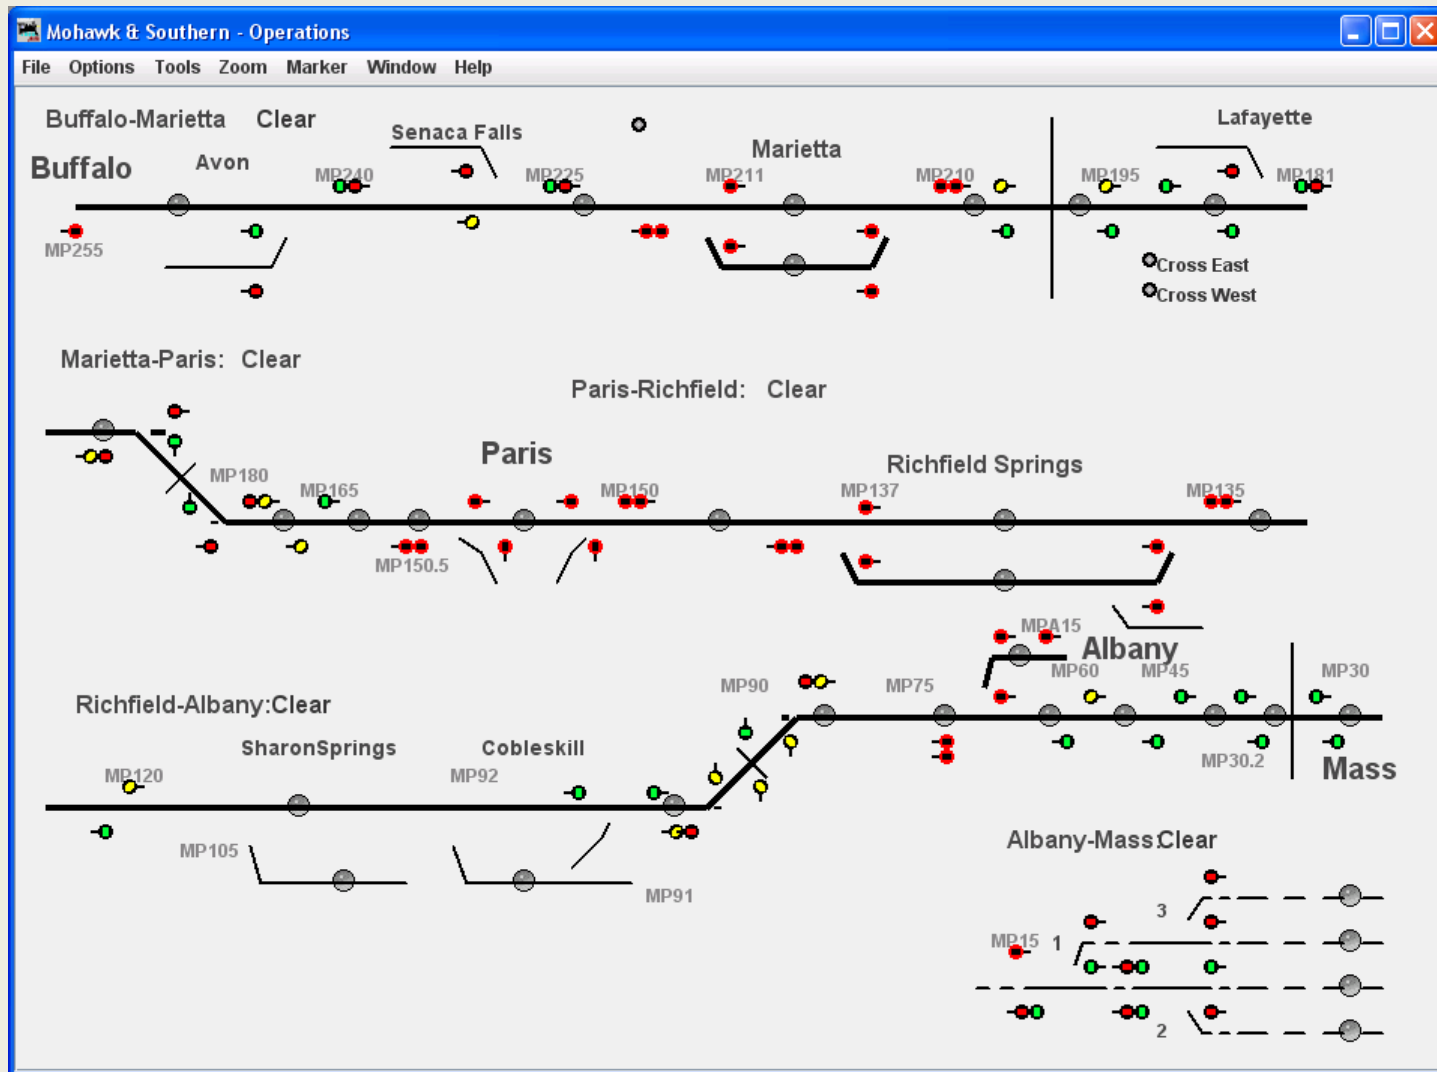 Mohawk & Southern - Operations
File Options Tools Zoom Marker Window Help
Buffalo-Marietta Clear
Senaca Falls
Lafayette
Buffalo
Avon
Marietta
MP240
MP225
MP211
MP210
MP195
MP181
MP255
Cross East
Cross West
Marietta-Paris: Clear
Paris-Richfield: Clear
Paris
Richfield Springs
MP180
MP165
MP150
MP137
MP135
MP150.5
MPA15
Albany
MP90
MP75
MP60
MP45
MP30
Richfield-Albany:Clear
SharonSprings
Cobleskill
MP30.2
Mass
MP120
MP92
MP105
MP91
Albany-Mass:Clear
3
MP15
1
2